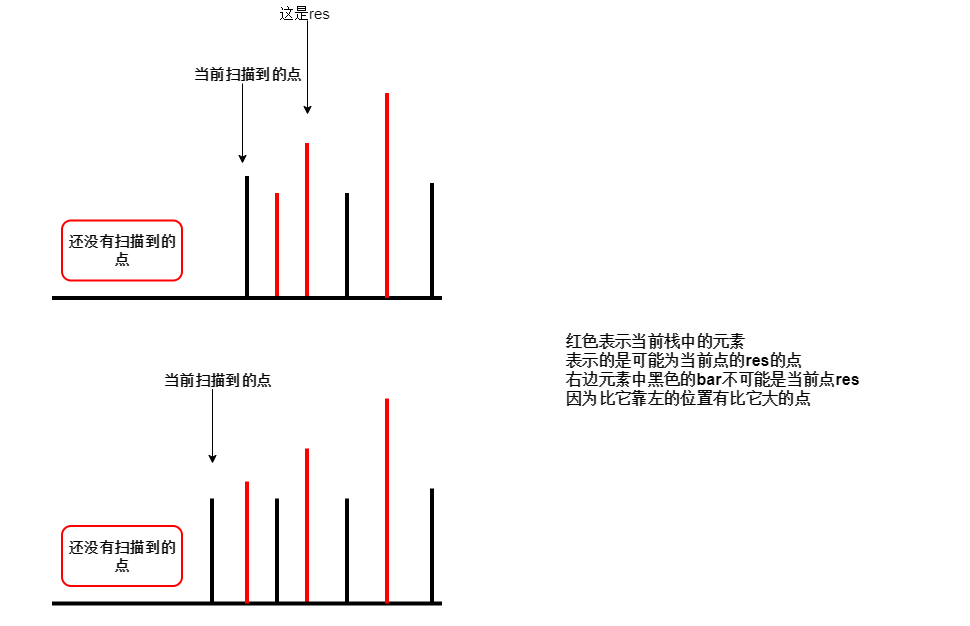 这是res
当前扫描到的点
还没有扫描到的
点
红色表示当前栈中的元素
表示的是可能为当前点的res的点
右边元素中黑色的bar不可能是当前点res
因为比它靠左的位置有比它大的点
当前扫描到的点
还没有扫描到的
点